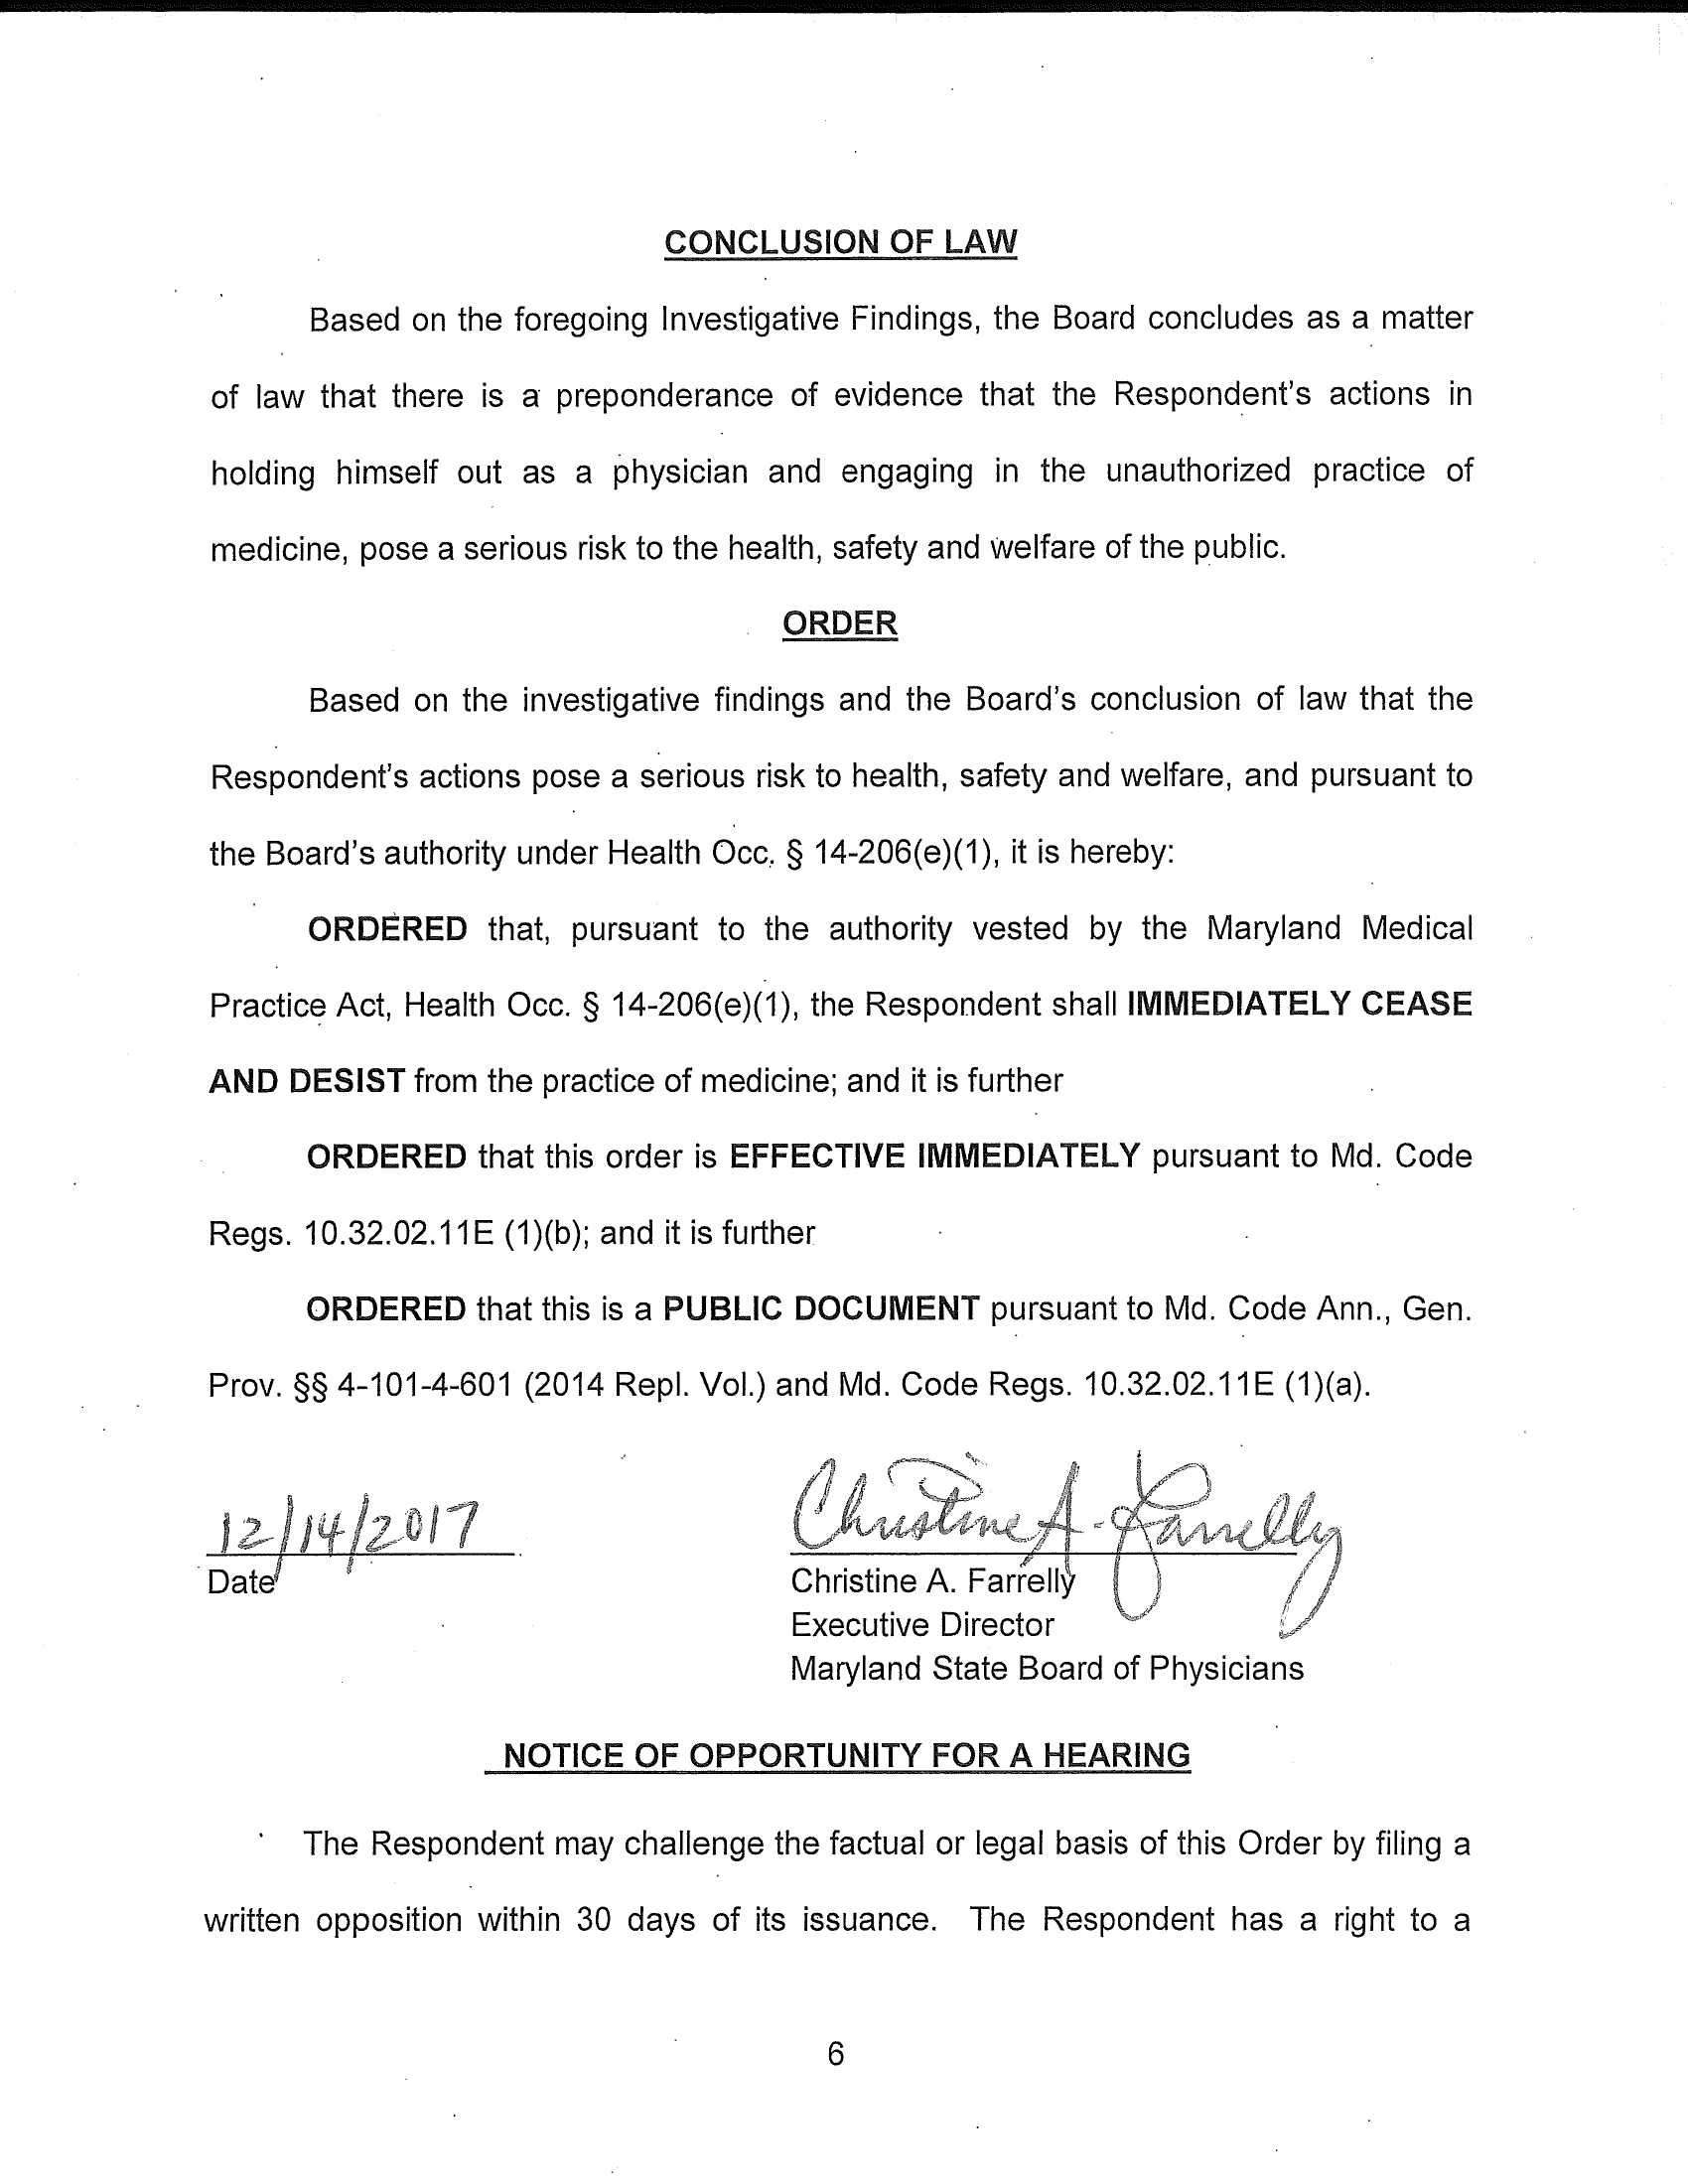 CONCLUSION OF LAW
Based on the foregoing Investigative Findings, the Board concludes as a matter
of law that there is a preponderance of evidence that the Respondent's actions in
holding himself out as a physician and engaging in the unauthorized practice of
medicine, pose a serious risk to the health, safety and welfare of the public.
ORDER
Based on the investigative findings and the Board's conclusion of law that the
Respondent's actions pose a serious risk to health, safety and welfare, and pursuant to
the Board's authority under Health Occ. § 14-206(e)(1), it is hereby:
ORDERED that, pursuant to the authority vested by the Maryland Medical
Practice Act, Health Occ. § 14-206(e)(1), the Respondent shall IMMEDIATELY CEASE
AND DESIST from the practice of medicine; and it is further
ORDERED that this order is EFFECTIVE IMMEDIATELY pursuant to Md. Code
Regs. 10.32.02.11E (1)(b); and it is further
ORDERED that this is a PUBLIC DOCUMENT pursuant to Md. Code Ann., Gen.
Prov. §§ 4-101-4-601 (2014 Repl. Vol.) and Md. Code Regs. 10.32.02.11E (1)(a).
12/14/2017 Christine A. Farrelly
Date Christine A. Farrelly
Executive Director
Maryland State Board of Physicians
NOTICE OF OPPORTUNITY FOR A HEARING
The Respondent may challenge the factual or legal basis of this Order by filing a
written opposition within 30 days of its issuance. The Respondent has a right to a
6